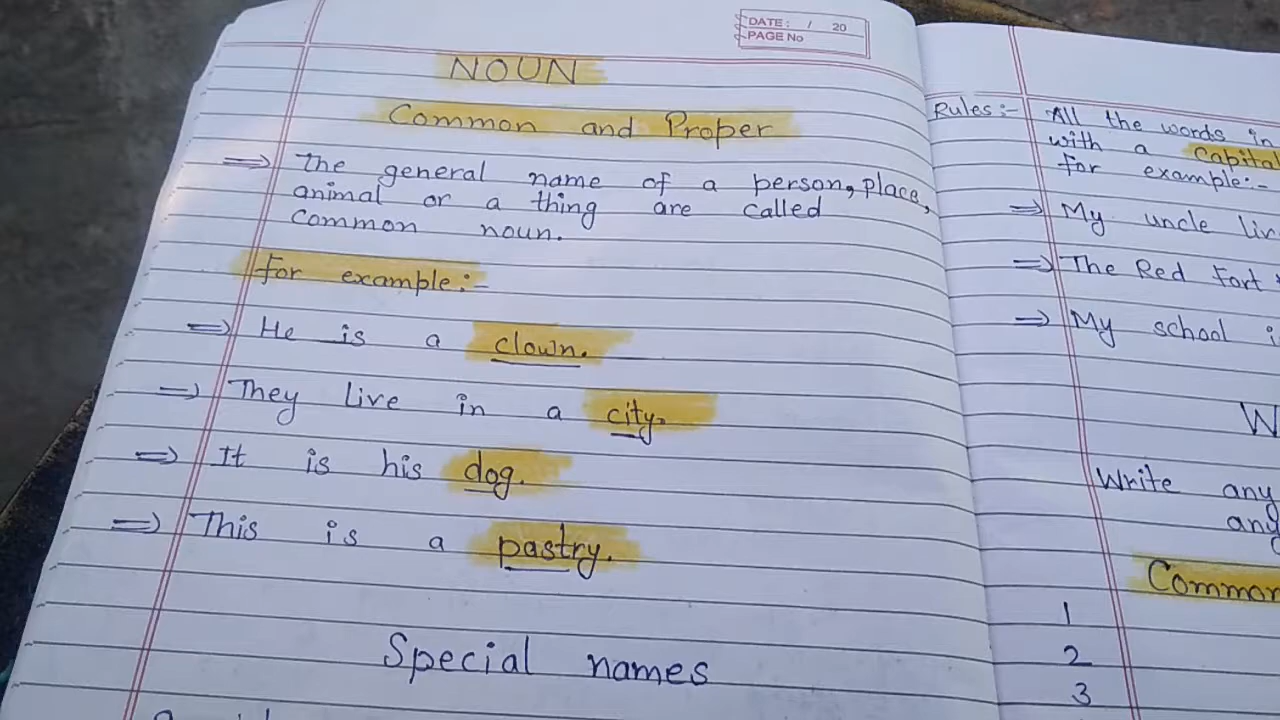 DATE: / 20
PAGE No
NOUN
Common and Proper
⇒ The general name of a person, place,
animal or a thing are called
common noun.
For example:-
⇒ He is a clown.
⇒ They live in a city.
⇒ It is his dog.
⇒ This is a pastry.
Special names
Rules:- All the words in
with a capital
for example:-
⇒ My uncle liv
⇒ The Red Fort
⇒ My school i
W
Write any
any
Common
1
2
3